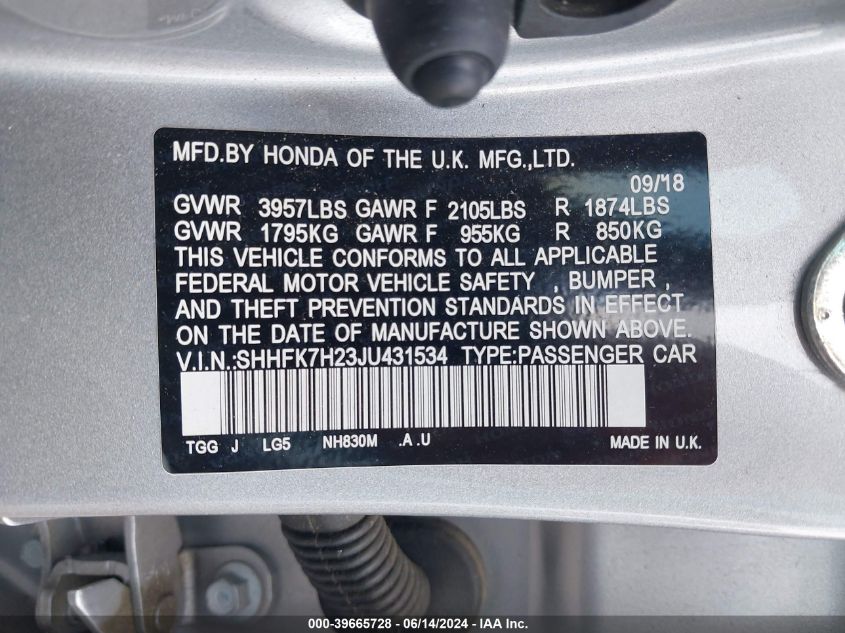 MFD.BY HONDA OF THE U.K. MFG.,LTD.
09/18
GVWR 3957LBS GAWR F 2105LBS R 1874LBS
GVWR 1795KG GAWR F 955KG R 850KG
THIS VEHICLE CONFORMS TO ALL APPLICABLE
FEDERAL MOTOR VEHICLE SAFETY , BUMPER ,
AND THEFT PREVENTION STANDARDS IN EFFECT
ON THE DATE OF MANUFACTURE SHOWN ABOVE.
V.I.N.:SHHFK7H23JU431534 TYPE:PASSENGER CAR
TGG J LG5 NH830M .A .U MADE IN U.K.
000-39665728 - 06/14/2024 - IAA Inc.